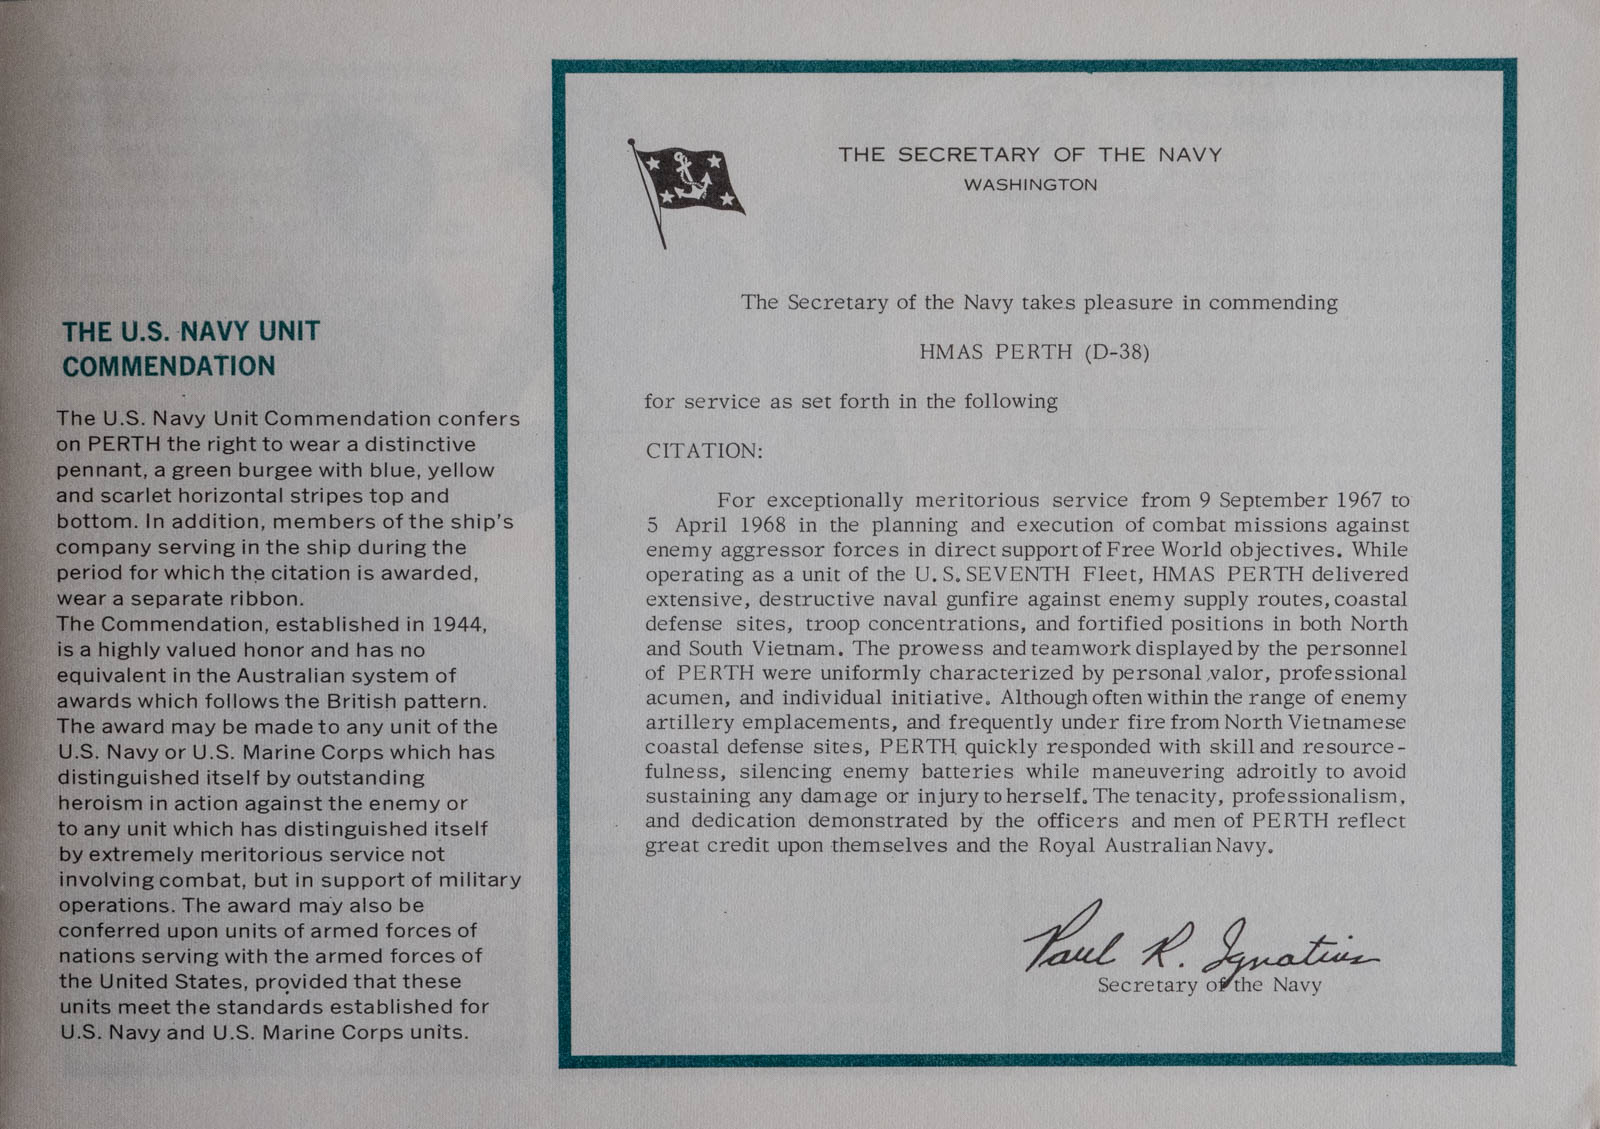 THE U.S. NAVY UNIT
COMMENDATION
The U.S. Navy Unit Commendation confers
on PERTH the right to wear a distinctive
pennant, a green burgee with blue, yellow
and scarlet horizontal stripes top and
bottom. In addition, members of the ship's
company serving in the ship during the
period for which the citation is awarded,
wear a separate ribbon.
The Commendation, established in 1944,
is a highly valued honor and has no
equivalent in the Australian system of
awards which follows the British pattern.
The award may be made to any unit of the
U.S. Navy or U.S. Marine Corps which has
distinguished itself by outstanding
heroism in action against the enemy or
to any unit which has distinguished itself
by extremely meritorious service not
involving combat, but in support of military
operations. The award may also be
conferred upon units of armed forces of
nations serving with the armed forces of
the United States, provided that these
units meet the standards established for
U.S. Navy and U.S. Marine Corps units.
THE SECRETARY OF THE NAVY
WASHINGTON
The Secretary of the Navy takes pleasure in commending
HMAS PERTH (D-38)
for service as set forth in the following
CITATION:
For exceptionally meritorious service from 9 September 1967 to
5 April 1968 in the planning and execution of combat missions against
enemy aggressor forces in direct support of Free World objectives. While
operating as a unit of the U.S. SEVENTH Fleet, HMAS PERTH delivered
extensive, destructive naval gunfire against enemy supply routes, coastal
defense sites, troop concentrations, and fortified positions in both North
and South Vietnam. The prowess and teamwork displayed by the personnel
of PERTH were uniformly characterized by personal valor, professional
acumen, and individual initiative. Although often within the range of enemy
artillery emplacements, and frequently under fire from North Vietnamese
coastal defense sites, PERTH quickly responded with skill and resource-
fulness, silencing enemy batteries while maneuvering adroitly to avoid
sustaining any damage or injury to herself. The tenacity, professionalism,
and dedication demonstrated by the officers and men of PERTH reflect
great credit upon themselves and the Royal Australian Navy.
Paul R. Ignatius
Secretary of the Navy